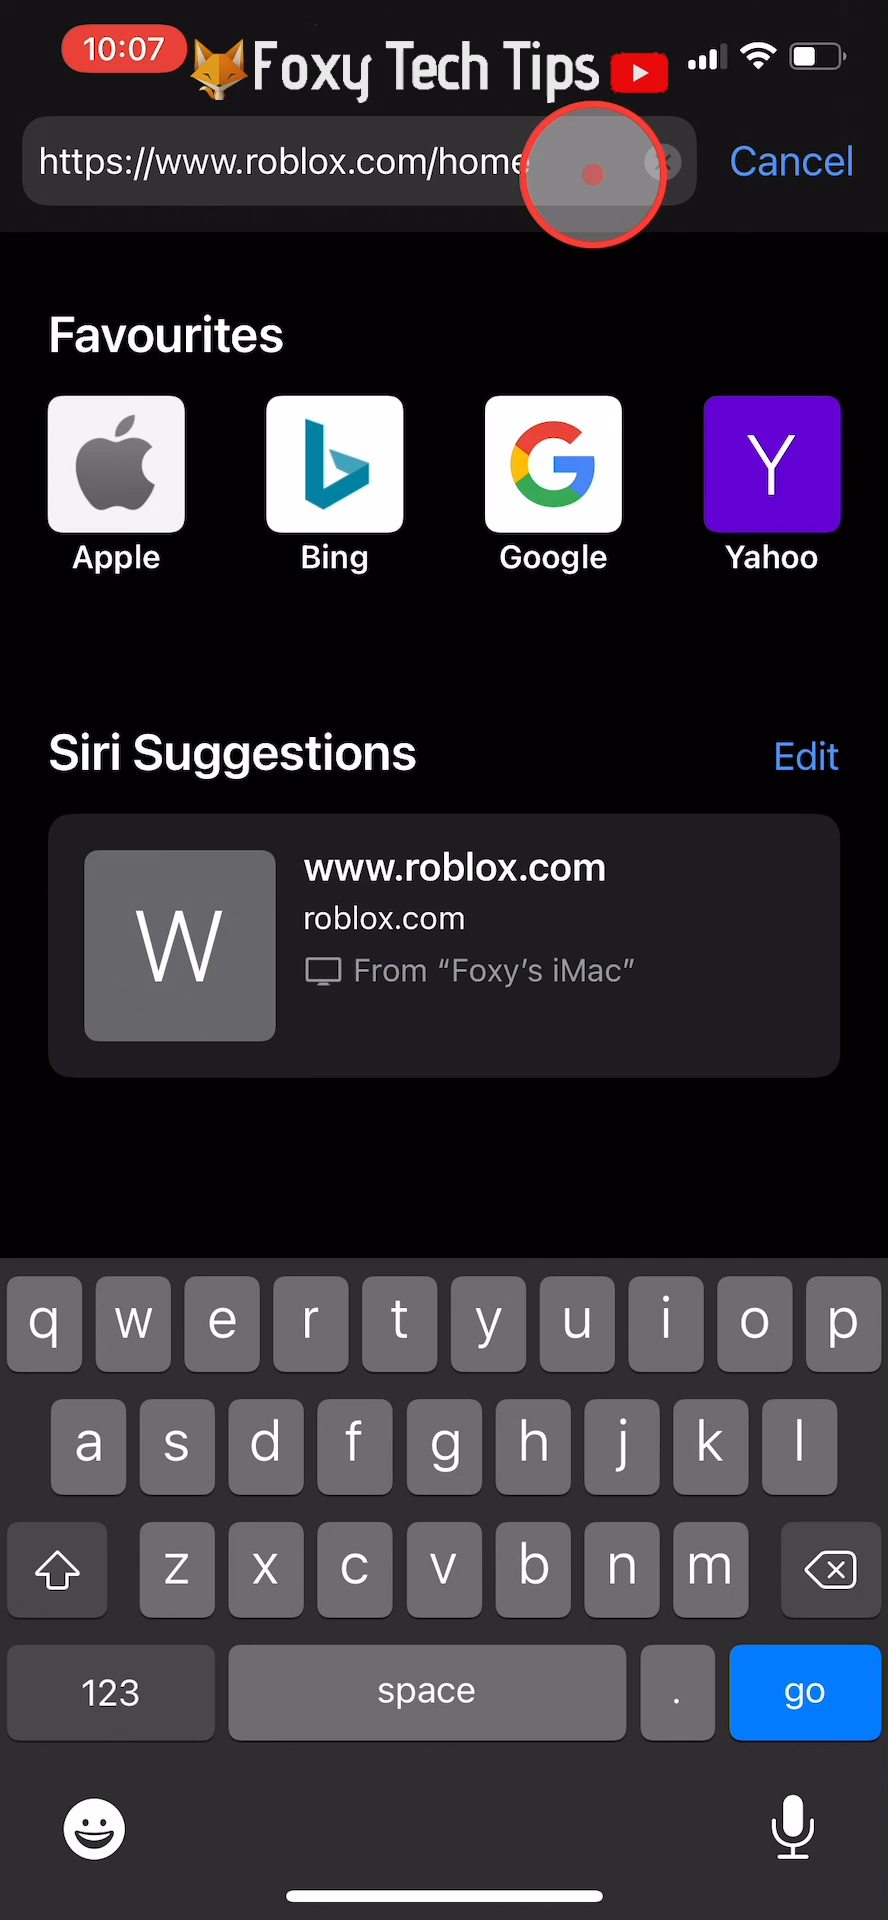 10:07
Foxy Tech Tips
https://www.roblox.com/home
Cancel
Favourites
Y
Apple
Bing
Google
Yahoo
Siri Suggestions
Edit
W
www.roblox.com
roblox.com
From “Foxy’s iMac”
q w e r t y u i o p
a s d f g h j k l
z x c v b n m
123 space . go